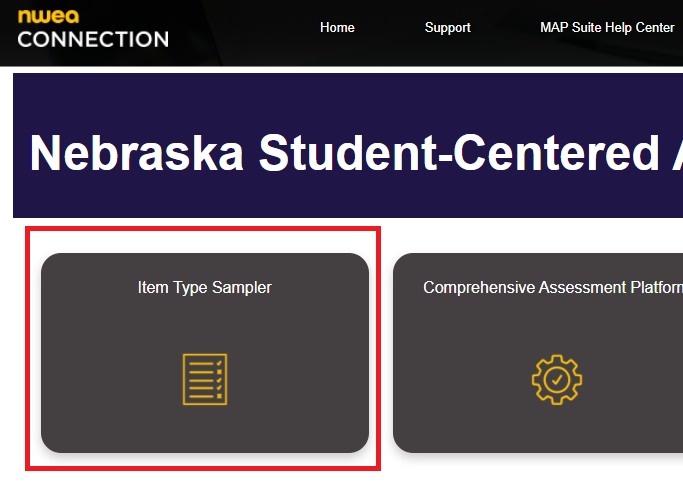 nwea
CONNECTION
Home Support MAP Suite Help Center
Nebraska Student-Centered A
Item Type Sampler
Comprehensive Assessment Platform